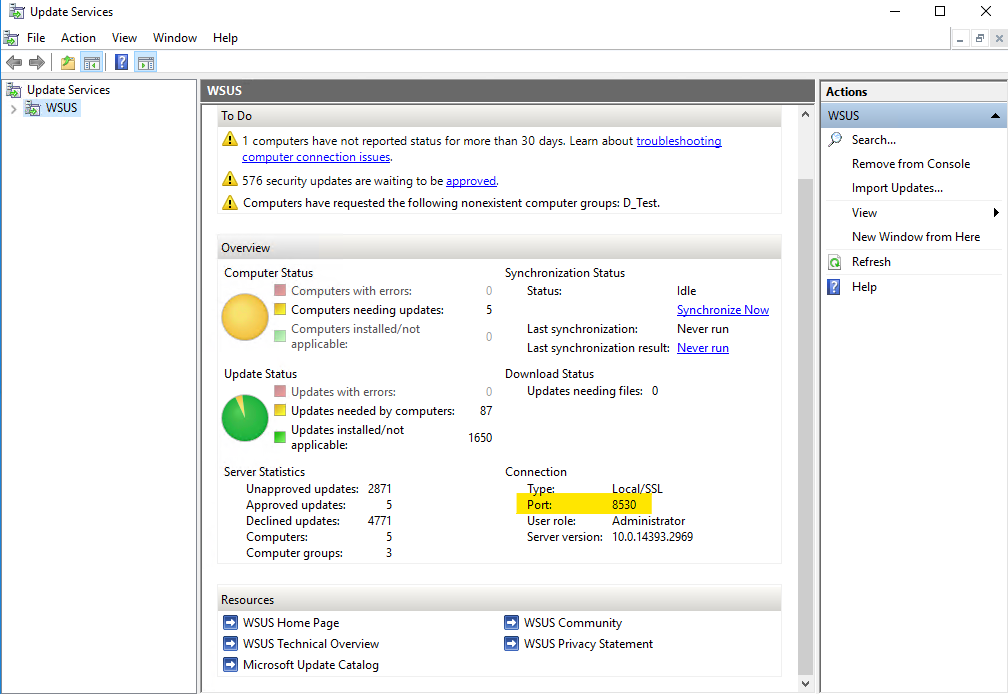 Update Services
File Action View Window Help
Update Services
WSUS
WSUS
To Do
1 computers have not reported status for more than 30 days. Learn about troubleshooting
computer connection issues.
576 security updates are waiting to be approved.
Computers have requested the following nonexistent computer groups: D_Test.
Overview
Computer Status
Computers with errors: 0
Computers needing updates: 5
Computers installed/not
applicable: 0
Synchronization Status
Status: Idle
Synchronize Now
Last synchronization: Never run
Last synchronization result: Never run
Update Status
Updates with errors: 0
Updates needed by computers: 87
Updates installed/not
applicable: 1650
Download Status
Updates needing files: 0
Server Statistics
Unapproved updates: 2871
Approved updates: 5
Declined updates: 4771
Computers: 5
Computer groups: 3
Connection
Type: Local/SSL
Port: 8530
User role: Administrator
Server version: 10.0.14393.2969
Resources
WSUS Home Page
WSUS Technical Overview
Microsoft Update Catalog
WSUS Community
WSUS Privacy Statement
Actions
WSUS
Search...
Remove from Console
Import Updates...
View
New Window from Here
Refresh
Help